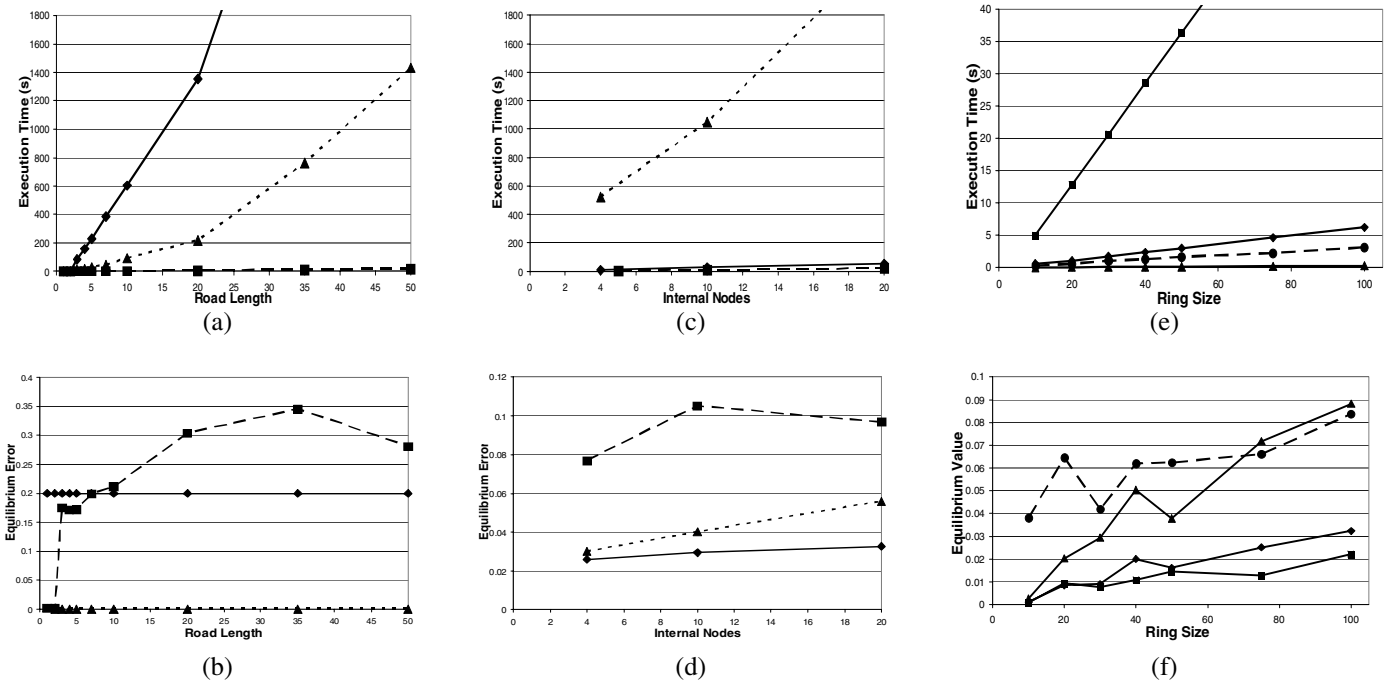 1800
1600
1400
1200
1000
800
600
400
200
0
Execution Time (s)
0 5 10 15 20 25 30 35 40 45 50
Road Length
(a)
1800
1600
1400
1200
1000
800
600
400
200
0
Execution Time (s)
0 2 4 6 8 10 12 14 16 18 20
Internal Nodes
(c)
40
35
30
25
20
15
10
5
0
Execution Time (s)
0 20 40 60 80 100
Ring Size
(e)
0.4
0.35
0.3
0.25
0.2
0.15
0.1
0.05
0
Equilibrium Error
0 5 10 15 20 25 30 35 40 45 50
Road Length
(b)
0.12
0.1
0.08
0.06
0.04
0.02
0
Equilibrium Error
0 2 4 6 8 10 12 14 16 18 20
Internal Nodes
(d)
0.1
0.09
0.08
0.07
0.06
0.05
0.04
0.03
0.02
0.01
0
Equilibrium Value
0 20 40 60 80 100
Ring Size
(f)